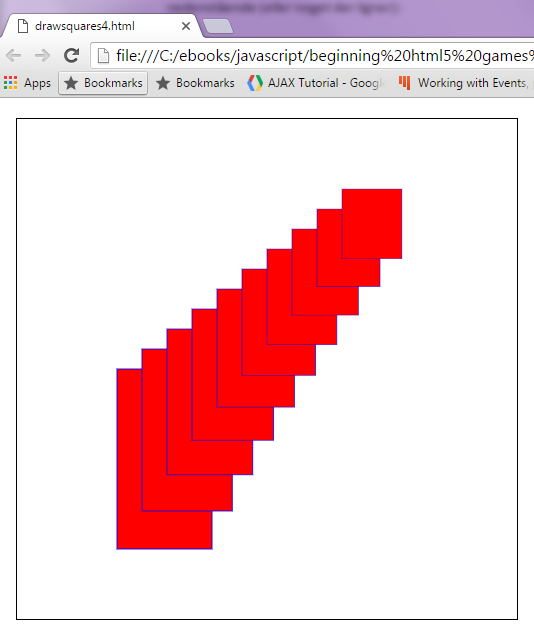 drawsquares4.html
file:///C:/ebooks/javascript/beginning%20html5%20games%
Apps Bookmarks Bookmarks AJAX Tutorial - Googl Working with Events,